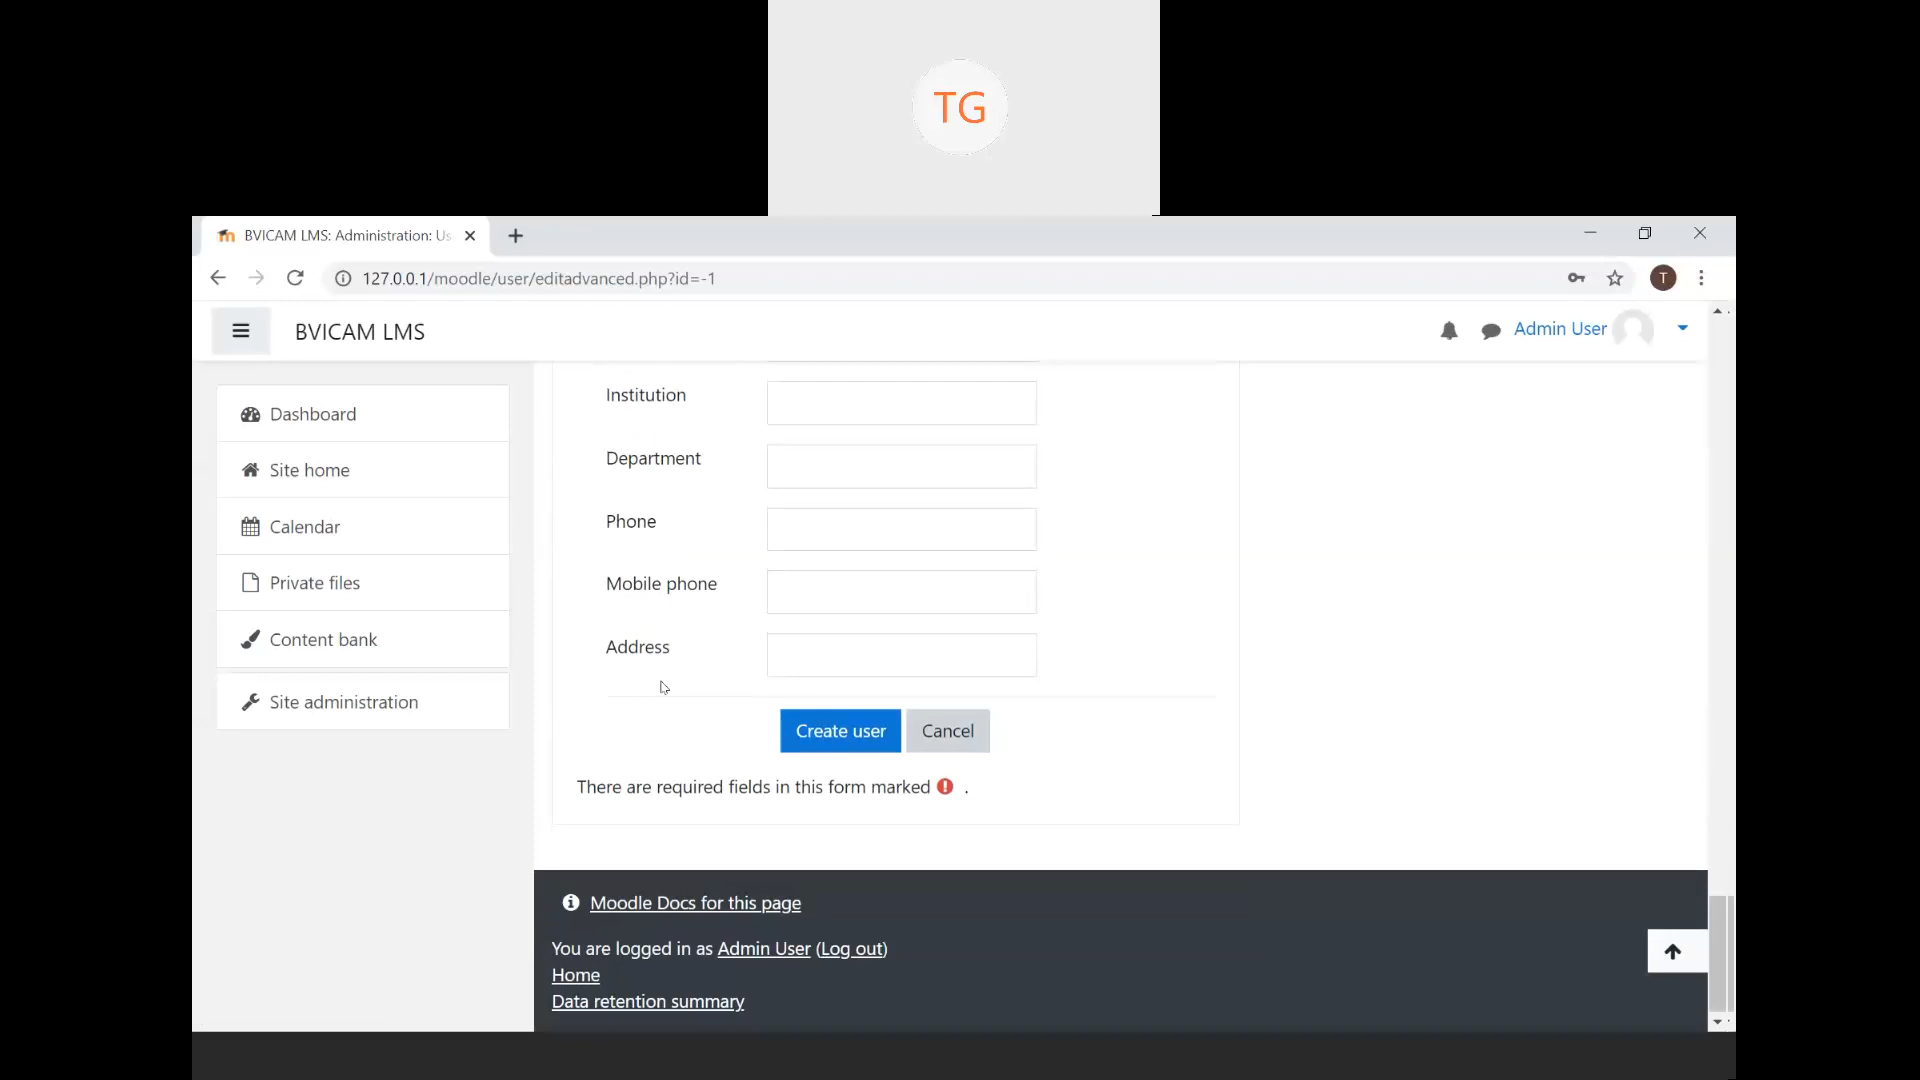 TG
BVICAM LMS: Administration: Us
127.0.0.1/moodle/user/editadvanced.php?id=-1
T
BVICAM LMS
Admin User
Dashboard
Site home
Calendar
Private files
Content bank
Site administration
Institution
Department
Phone
Mobile phone
Address
Create user Cancel
There are required fields in this form marked .
Moodle Docs for this page
You are logged in as Admin User (Log out)
Home
Data retention summary